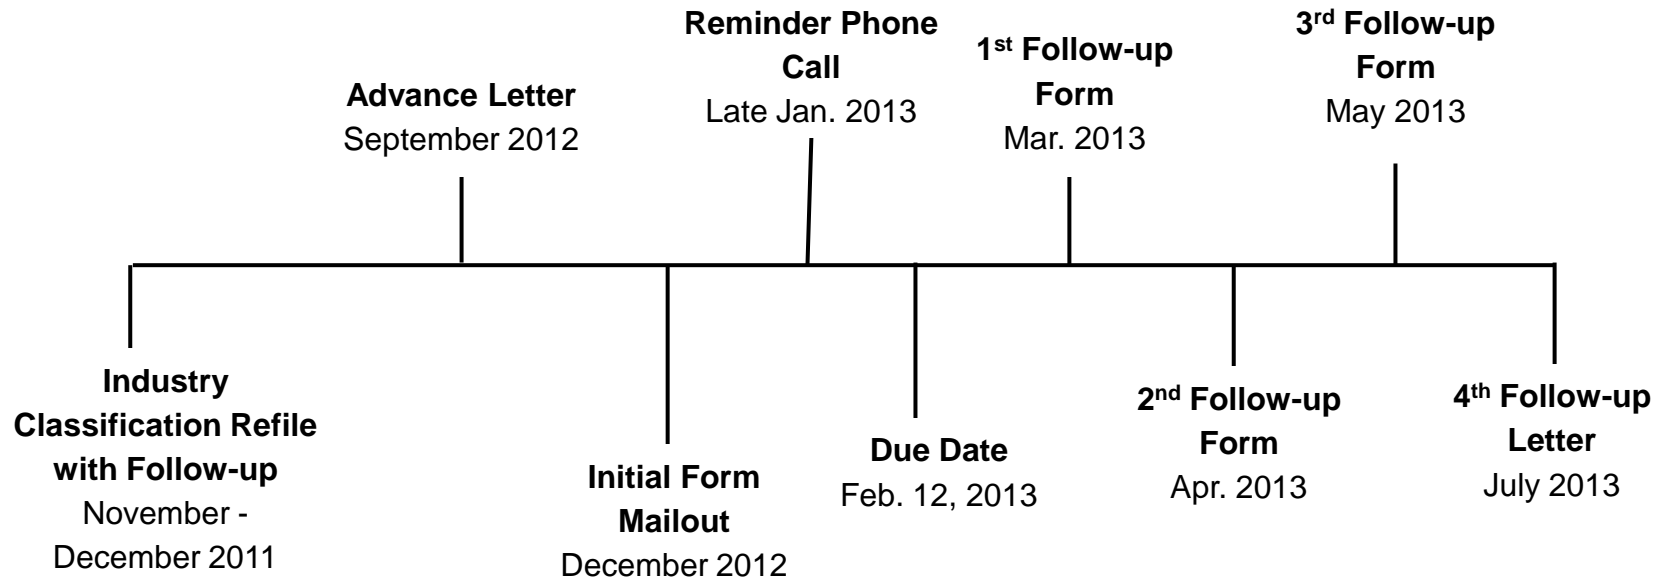 Reminder Phone
Call
Late Jan. 2013
1st Follow-up
Form
Mar. 2013
3rd Follow-up
Form
May 2013
Advance Letter
September 2012
Industry
Classification Refile
with Follow-up
November -
December 2011
Initial Form
Mailout
December 2012
Due Date
Feb. 12, 2013
2nd Follow-up
Form
Apr. 2013
4th Follow-up
Letter
July 2013